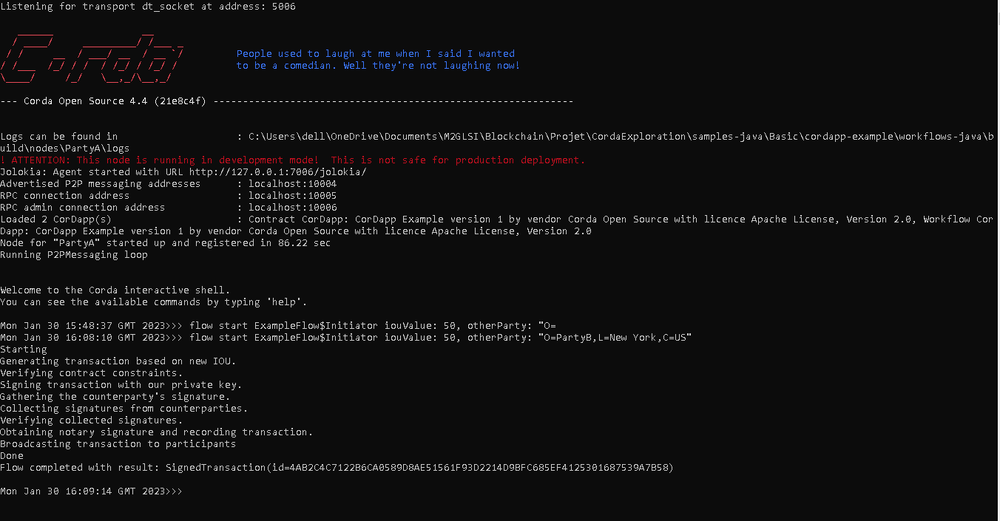 Listening for transport dt_socket at address: 5006
Corda
People used to laugh at me when I said I wanted
to be a comedian. Well they're not laughing now!
--- Corda Open Source 4.4 (21e8c4f) -------------------------------------------------------------
Logs can be found in : C:\Users\dell\OneDrive\Documents\M2GLSI\Blockchain\Projet\CordaExploration\samples-java\Basic\cordapp-example\workflows-java\b
uild\nodes\PartyA\logs
! ATTENTION: This node is running in development mode! This is not safe for production deployment.
Jolokia: Agent started with URL http://127.0.0.1:7006/jolokia/
Advertised P2P messaging addresses : localhost:10004
RPC connection address : localhost:10005
RPC admin connection address : localhost:10006
Loaded 2 CorDapp(s) : Contract CorDapp: CorDapp Example version 1 by vendor Corda Open Source with licence Apache License, Version 2.0, Workflow Cor
Dapp: CorDapp Example version 1 by vendor Corda Open Source with licence Apache License, Version 2.0
Node for "PartyA" started up and registered in 86.22 sec
Running P2PMessaging loop
Welcome to the Corda interactive shell.
You can see the available commands by typing 'help'.
Mon Jan 30 15:48:37 GMT 2023>>> flow start ExampleFlow$Initiator iouValue: 50, otherParty: "O=
Mon Jan 30 16:08:10 GMT 2023>>> flow start ExampleFlow$Initiator iouValue: 50, otherParty: "O=PartyB,L=New York,C=US"
Starting
Generating transaction based on new IOU.
Verifying contract constraints.
Signing transaction with our private key.
Gathering the counterparty's signature.
Collecting signatures from counterparties.
Verifying collected signatures.
Obtaining notary signature and recording transaction.
Broadcasting transaction to participants
Done
Flow completed with result: SignedTransaction(id=4AB2C4C7122B6CA0589D8AE51561F93D2214D9BFC685EF4125301687539A7B58)
Mon Jan 30 16:09:14 GMT 2023>>>